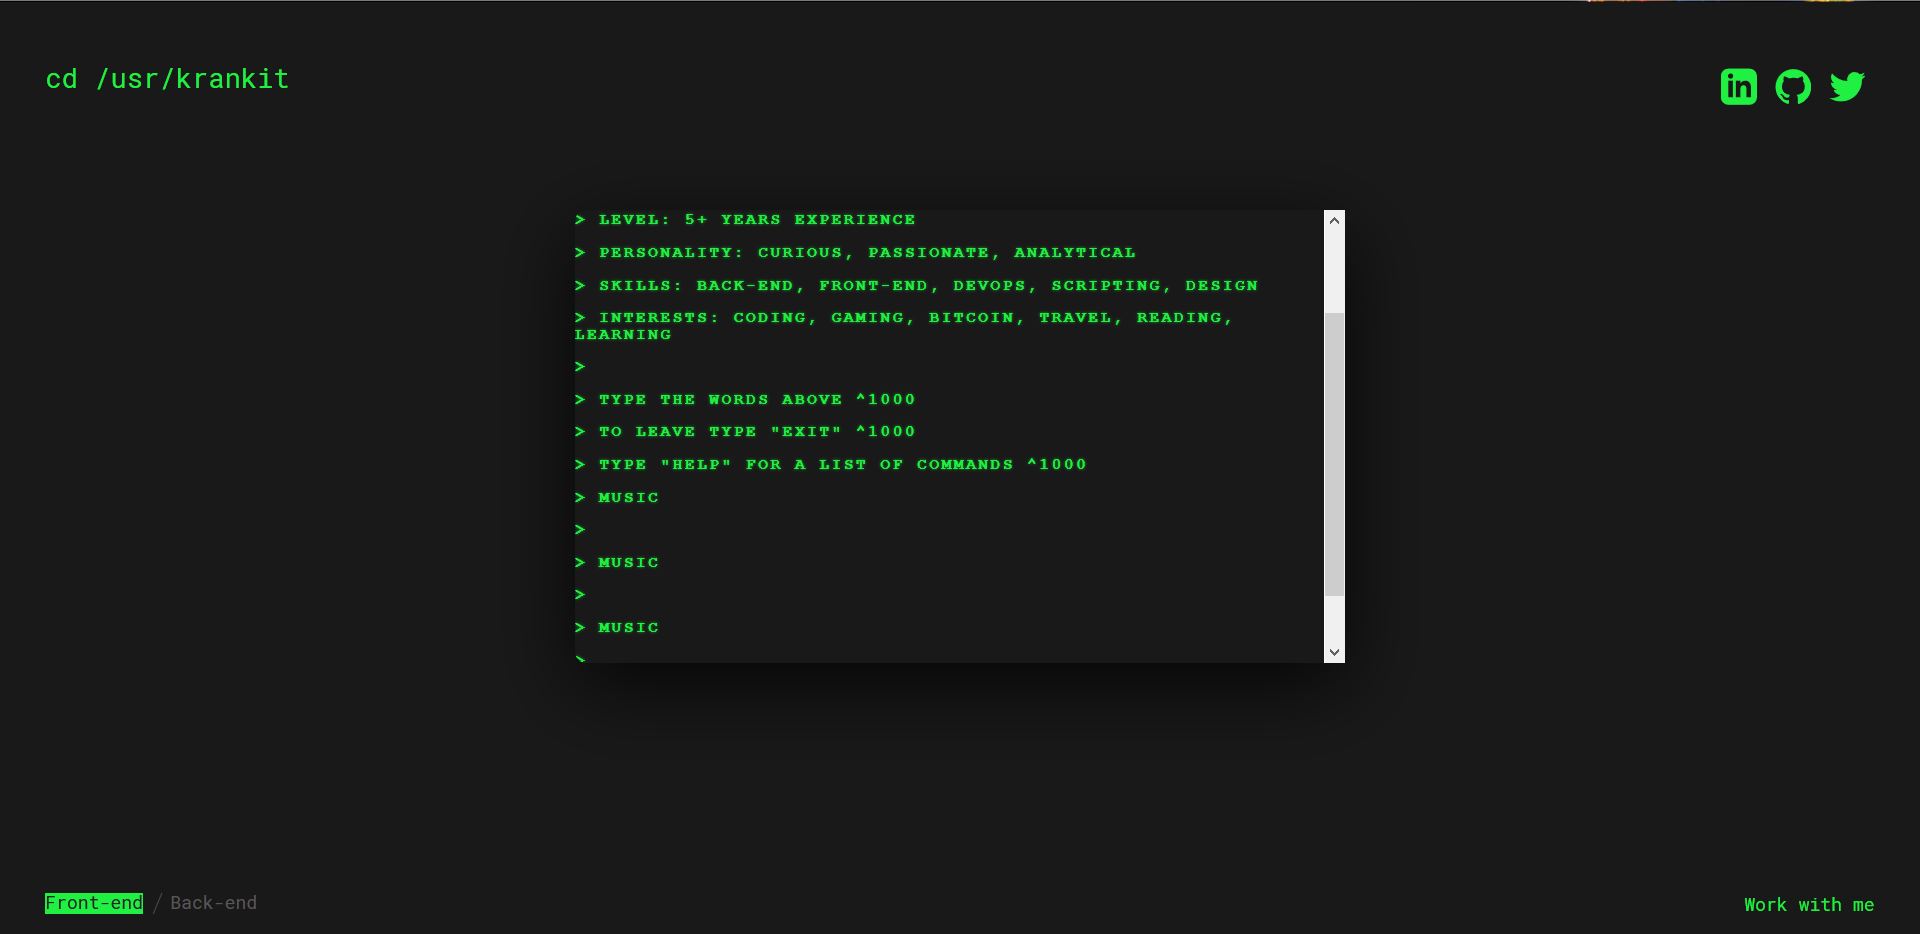 cd /usr/krankit
in
> LEVEL: 5+ YEARS EXPERIENCE
> PERSONALITY: CURIOUS, PASSIONATE, ANALYTICAL
> SKILLS: BACK-END, FRONT-END, DEVOPS, SCRIPTING, DESIGN
> INTERESTS: CODING, GAMING, BITCOIN, TRAVEL, READING,
LEARNING
>
> TYPE THE WORDS ABOVE ^1000
> TO LEAVE TYPE "EXIT" ^1000
> TYPE "HELP" FOR A LIST OF COMMANDS ^1000
> MUSIC
>
> MUSIC
>
> MUSIC
>
Front-end / Back-end
Work with me